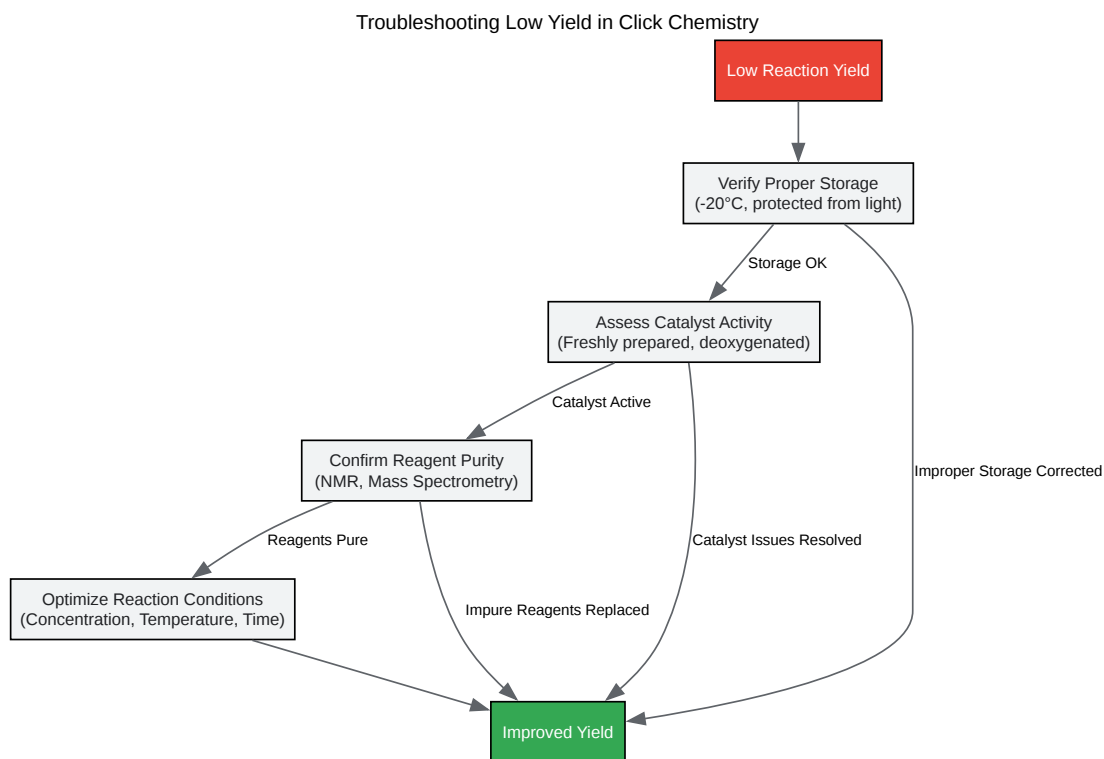 Troubleshooting Low Yield in Click Chemistry
Low Reaction Yield
Verify Proper Storage
(-20°C, protected from light)
Storage OK
Assess Catalyst Activity
(Freshly prepared, deoxygenated)
Catalyst Active
Confirm Reagent Purity
(NMR, Mass Spectrometry)
Improper Storage Corrected
Reagents Pure
Catalyst Issues Resolved
Optimize Reaction Conditions
(Concentration, Temperature, Time)
Impure Reagents Replaced
Improved Yield